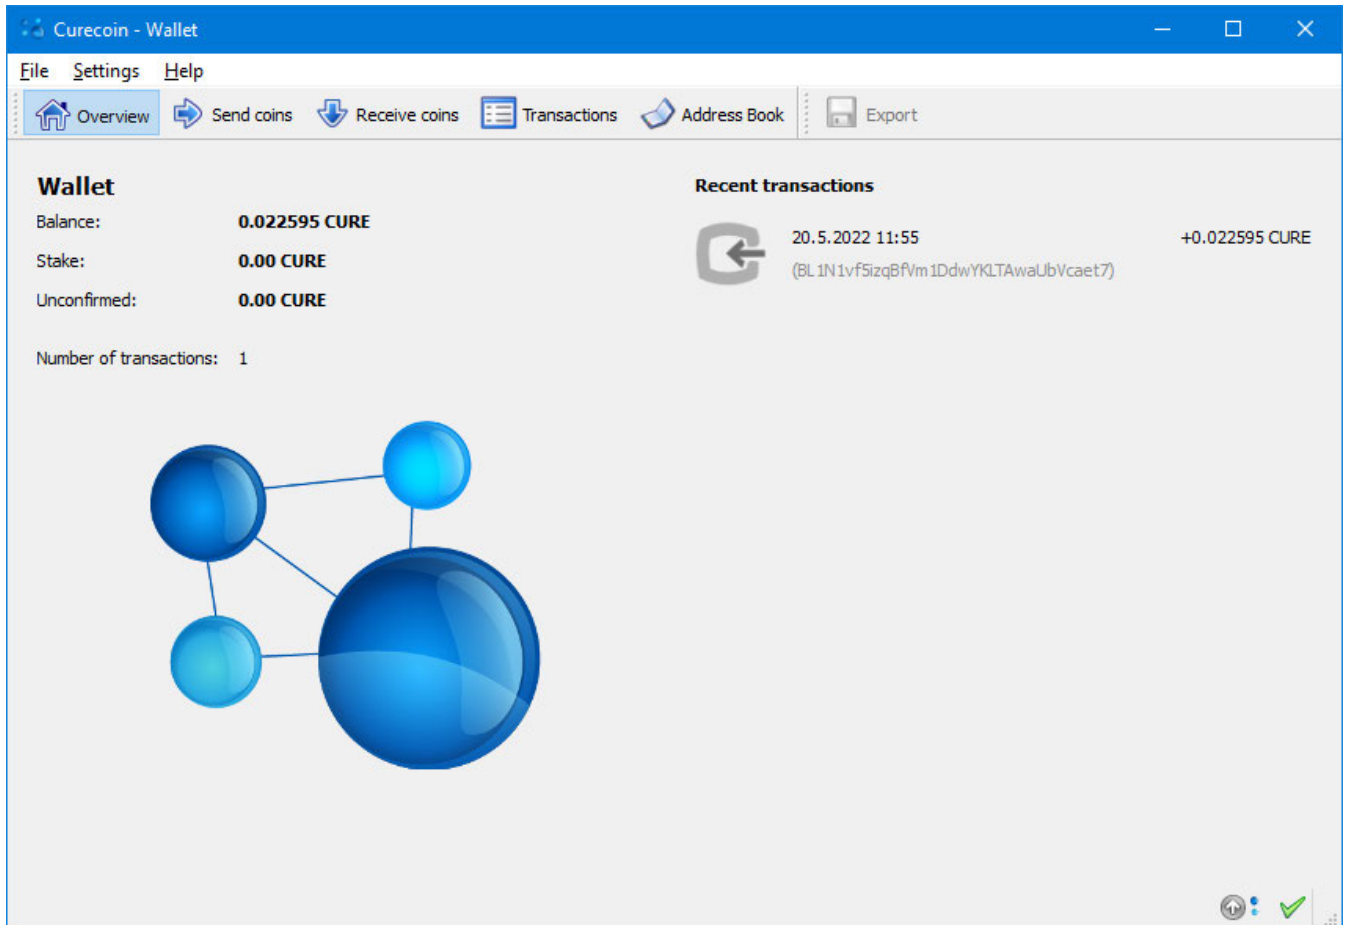 Curecoin - Wallet
File Settings Help
Overview Send coins Receive coins Transactions Address Book Export
Wallet
Balance: 0.022595 CURE
Stake: 0.00 CURE
Unconfirmed: 0.00 CURE
Number of transactions: 1
Recent transactions
20.5.2022 11:55 +0.022595 CURE
(BL1N1vf5izqBfVm1DdwYKLTAwaUbVcaet7)